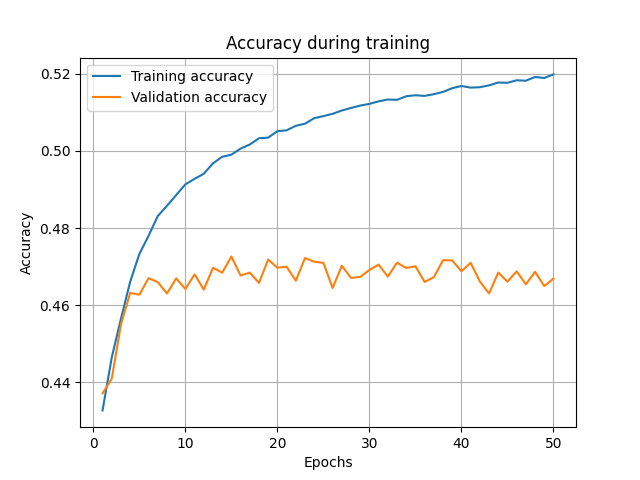 Accuracy during training
Training accuracy
Validation accuracy
0.52
0.50
0.48
0.46
0.44
Accuracy
0 10 20 30 40 50
Epochs